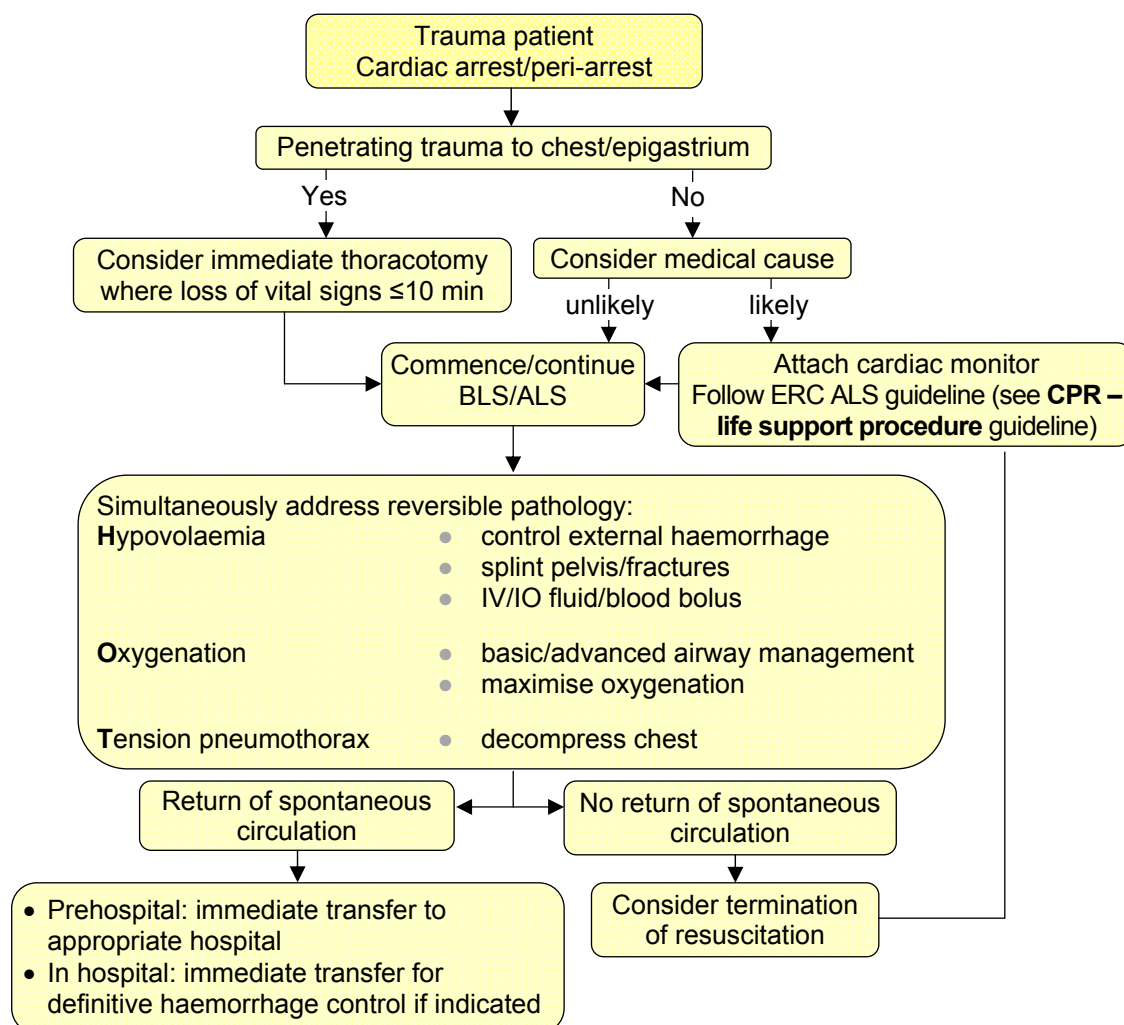 Trauma patient
Cardiac arrest/peri-arrest
Penetrating trauma to chest/epigastrium
Yes
No
Consider immediate thoracotomy
where loss of vital signs ≤10 min
Consider medical cause
unlikely
likely
Commence/continue
BLS/ALS
Attach cardiac monitor
Follow ERC ALS guideline (see CPR –
life support procedure guideline)
Simultaneously address reversible pathology:
Hypovolaemia ● control external haemorrhage
● splint pelvis/fractures
● IV/IO fluid/blood bolus
Oxygenation ● basic/advanced airway management
● maximise oxygenation
Tension pneumothorax ● decompress chest
Return of spontaneous
circulation
No return of spontaneous
circulation
• Prehospital: immediate transfer to
appropriate hospital
• In hospital: immediate transfer for
definitive haemorrhage control if indicated
Consider termination
of resuscitation